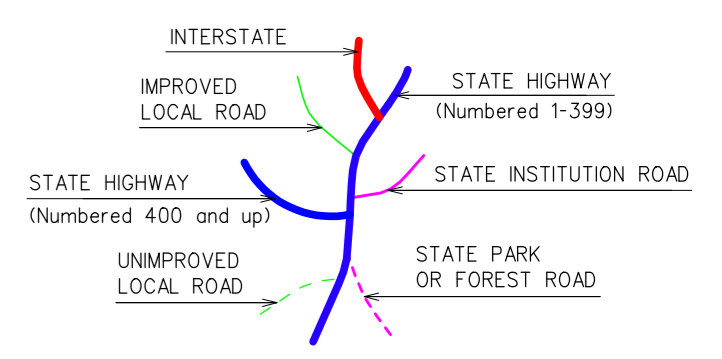 INTERSTATE
IMPROVED
LOCAL ROAD
STATE HIGHWAY
(Numbered 1-399)
STATE HIGHWAY
(Numbered 400 and up)
STATE INSTITUTION ROAD
UNIMPROVED
LOCAL ROAD
STATE PARK
OR FOREST ROAD